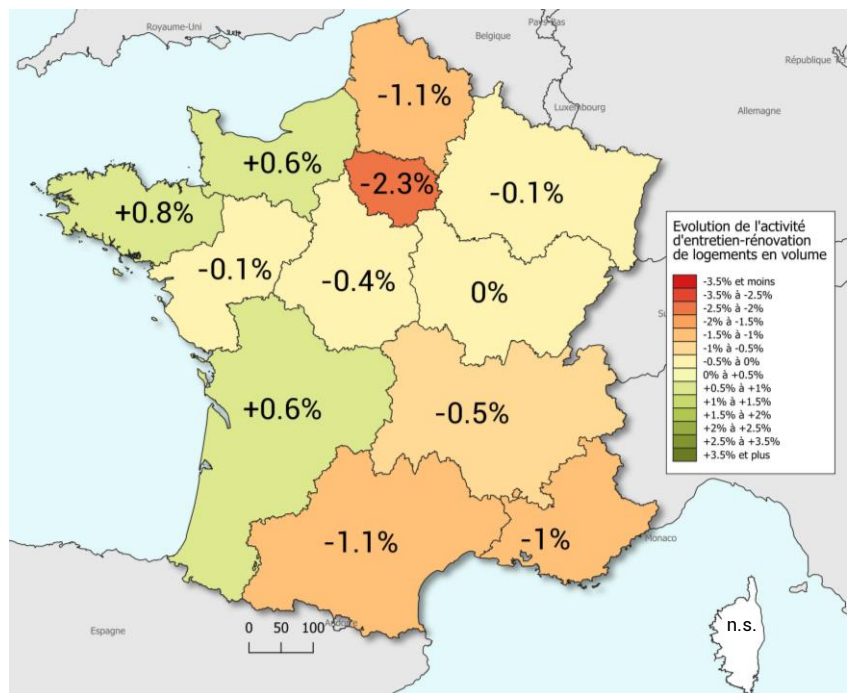 Royaume-Uni
Pays-Bas
Belgique
République Tch
-1.1%
Luxembourg
Allemagne
+0.6%
-2.3%
-0.1%
+0.8%
Evolution de l'activité
d'entretien-rénovation
de logements en volume
-0.1%
-0.4%
0%
-3.5% et moins
-3.5% à -2.5%
-2.5% à -2%
-2% à -1.5%
-1.5% à -1%
-1% à -0.5%
-0.5% à 0%
0% à +0.5%
+0.5% à +1%
+1% à +1.5%
+1.5% à +2%
+2% à +2.5%
+2.5% à +3.5%
+3.5% et plus
Su
+0.6%
-0.5%
-1.1%
-1%
Monaco
Andorre
Espagne
0 50 100
n.s.